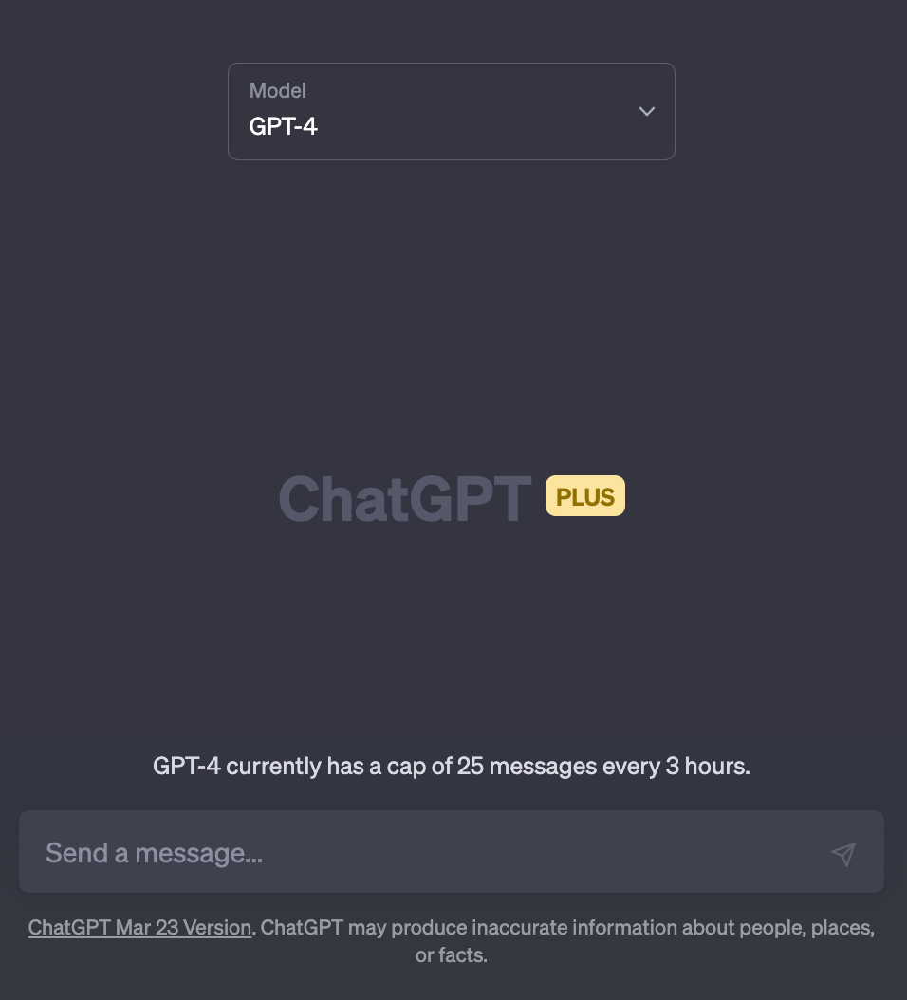 Model
GPT-4
ChatGPT PLUS
GPT-4 currently has a cap of 25 messages every 3 hours.
Send a message...
ChatGPT Mar 23 Version. ChatGPT may produce inaccurate information about people, places,
or facts.